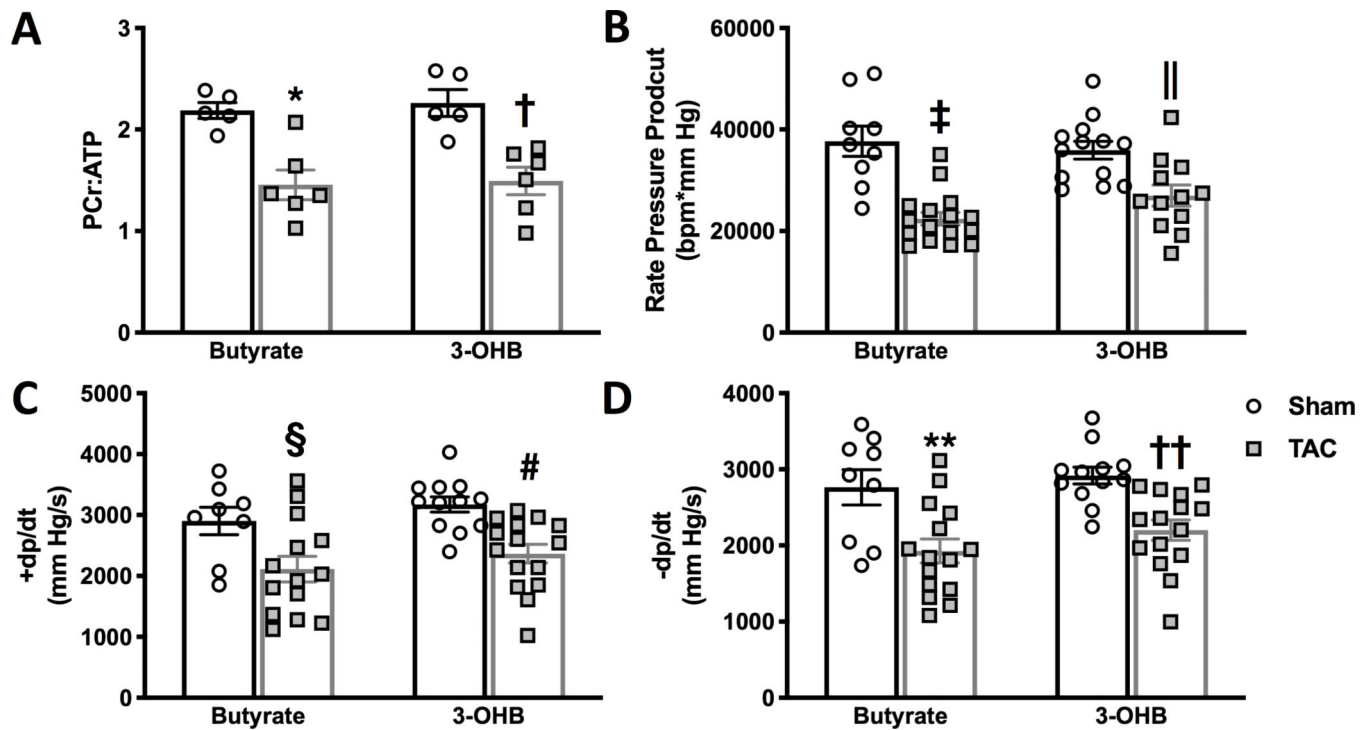 A
PCr:ATP
3
2
1
0
*
†
Butyrate
3-OHB
B
Rate Pressure Prodcut
(bpm*mm Hg)
60000
40000
20000
0
‡
||
Butyrate
3-OHB
C
+dp/dt
(mm Hg/s)
5000
4000
3000
2000
1000
0
§
#
Butyrate
3-OHB
D
-dp/dt
(mm Hg/s)
4000
3000
2000
1000
0
**
††
Butyrate
3-OHB
Sham
TAC